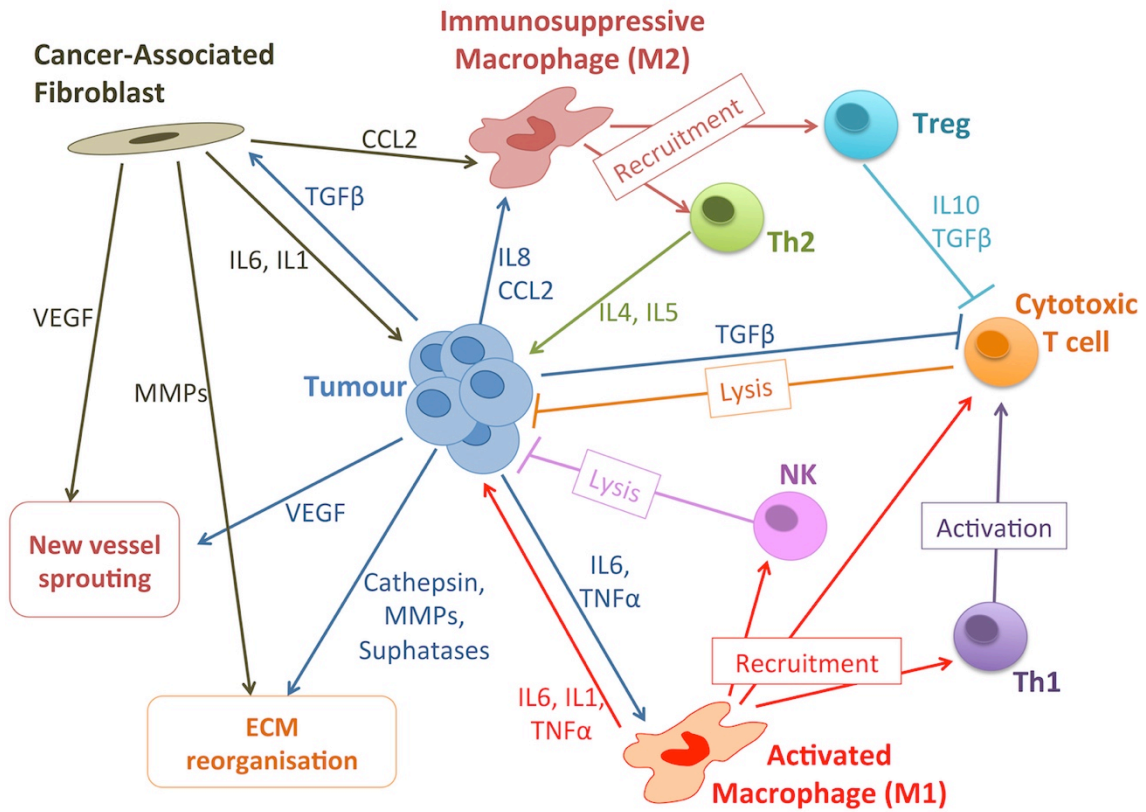 Cancer-Associated
Fibroblast
Immunosuppressive
Macrophage (M2)
CCL2
Recruitment
Treg
TGFβ
IL10
TGFβ
Th2
IL6, IL1
IL8
CCL2
VEGF
IL4, IL5
TGFβ
Cytotoxic
T cell
MMPs
Tumour
Lysis
Lysis
NK
VEGF
New vessel
sprouting
Activation
IL6,
TNFα
Cathepsin,
MMPs,
Suphatases
Recruitment
Th1
IL6, IL1,
TNFα
ECM
reorganisation
Activated
Macrophage (M1)